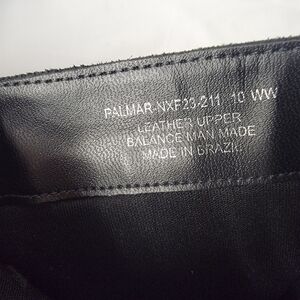 PALMAR-NXF23-211 10 WW
LEATHER UPPER
BALANCE MAN MADE
MADE IN BRAZIL